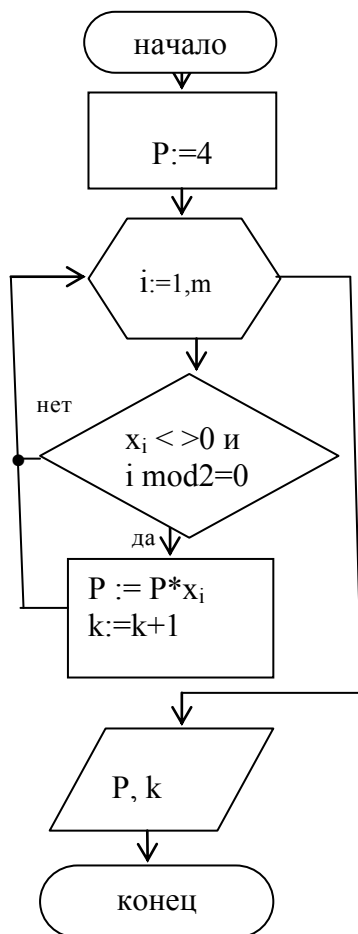 начало
P:=4
i:=1,m
нет
xᵢ < >0 и
i mod2=0
да
P := P*xᵢ
k:=k+1
P, k
конец